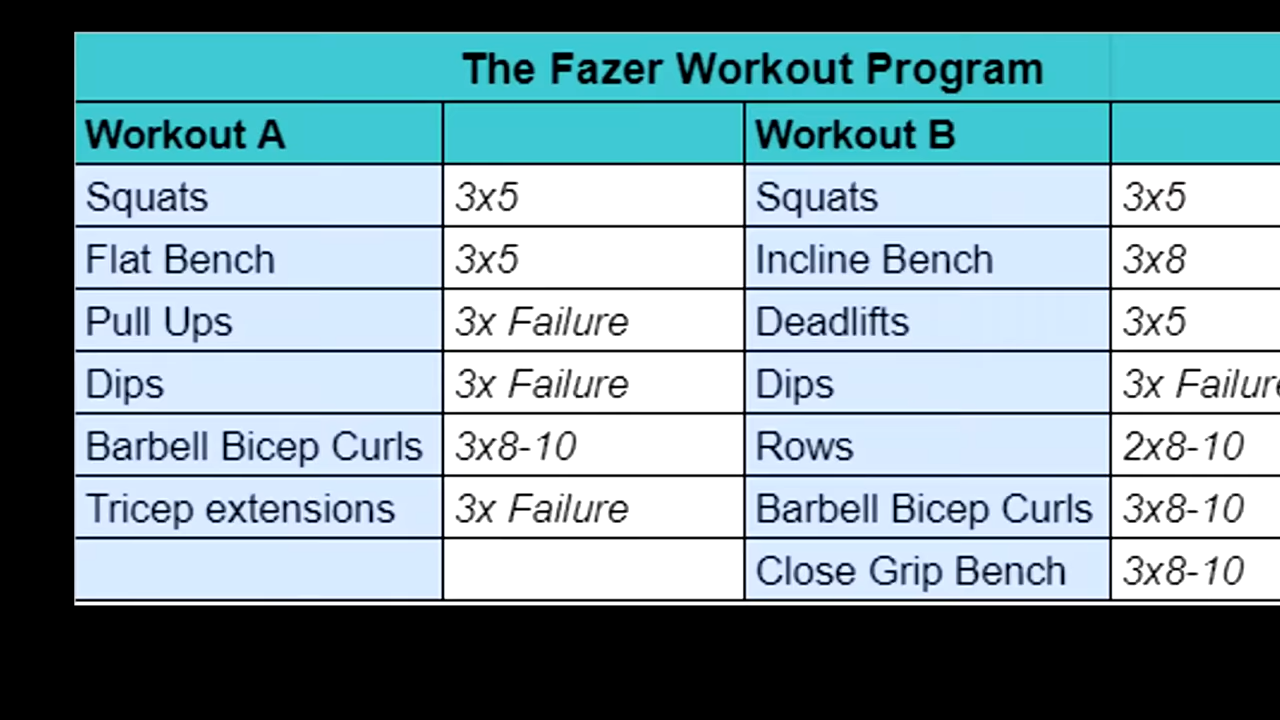 The Fazer Workout Program
Workout A Workout B
Squats 3x5 Squats 3x5
Flat Bench 3x5 Incline Bench 3x8
Pull Ups 3x Failure Deadlifts 3x5
Dips 3x Failure Dips 3x Failure
Barbell Bicep Curls 3x8-10 Rows 2x8-10
Tricep extensions 3x Failure Barbell Bicep Curls 3x8-10
Close Grip Bench 3x8-10